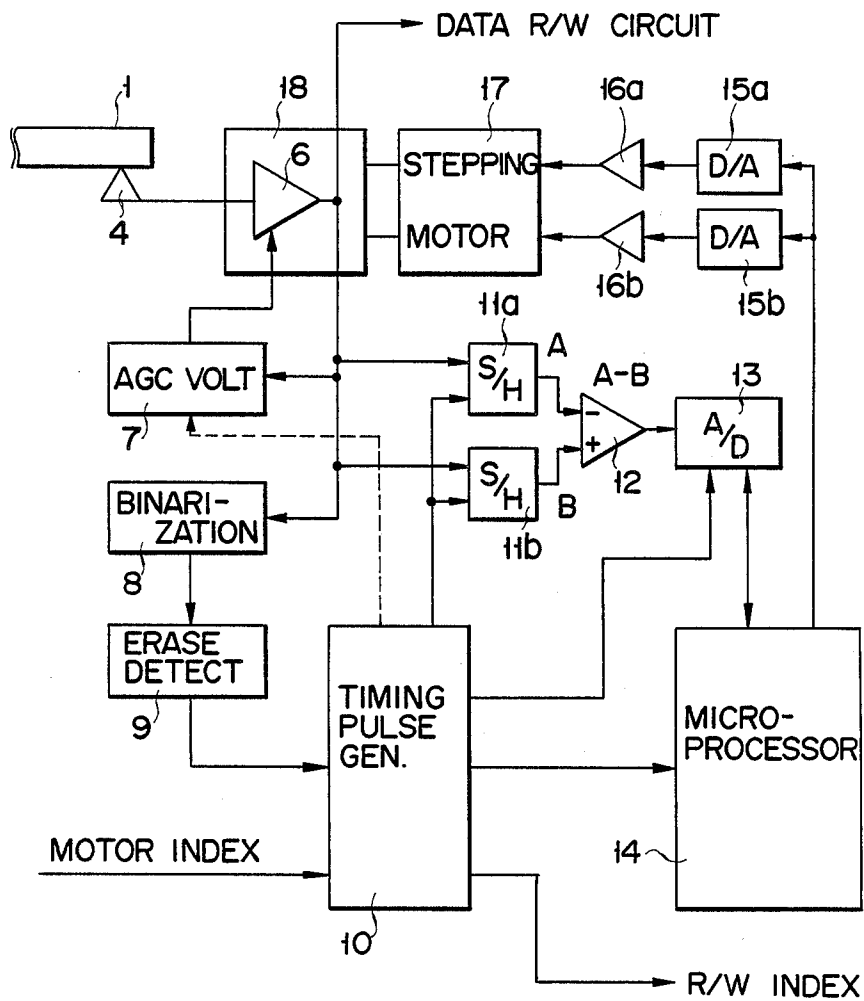 DATA R/W CIRCUIT
1
18
17
16a
15a
6
STEPPING
D/A
4
MOTOR
D/A
16b
15b
11a
A
A-B
13
AGC VOLT
S/H
-
A/D
7
+
12
BINARI-
ZATION
S/H
B
8
11b
ERASE
DETECT
9
TIMING
PULSE
GEN.
MICRO-
PROCESSOR
MOTOR INDEX
14
10
R/W INDEX